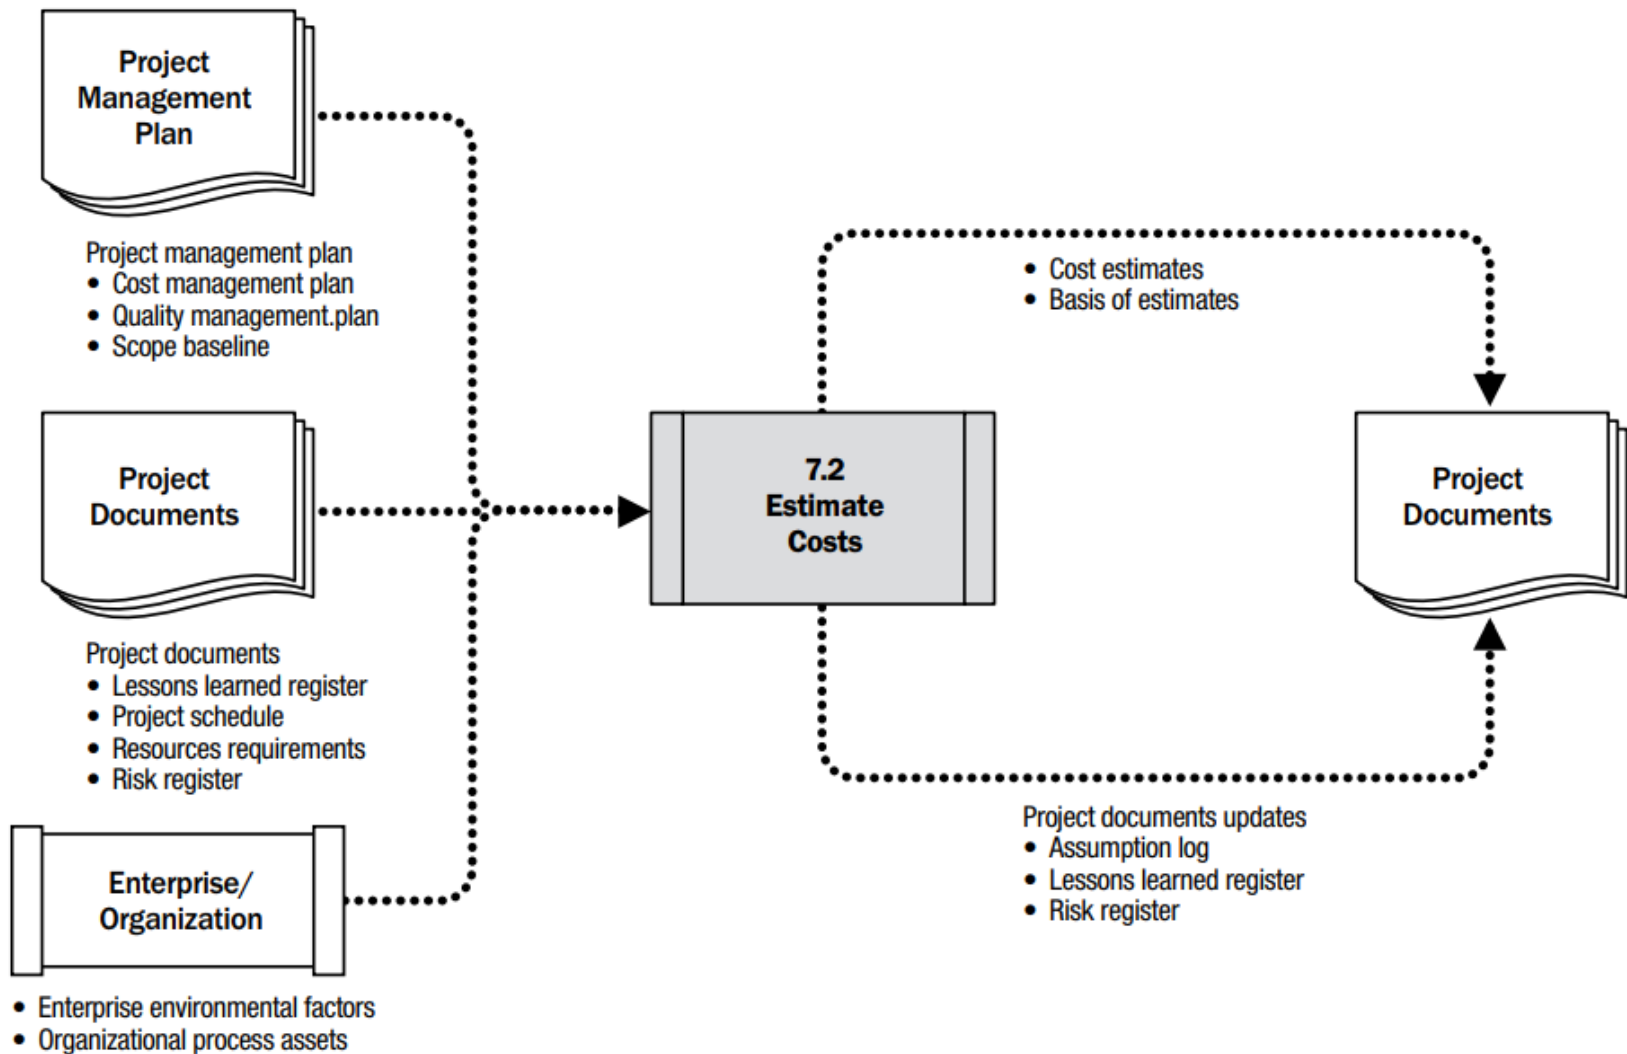 Project
Management
Plan
Project management plan
• Cost management plan
• Quality management.plan
• Scope baseline
Project
Documents
Project documents
• Lessons learned register
• Project schedule
• Resources requirements
• Risk register
Enterprise/
Organization
• Enterprise environmental factors
• Organizational process assets
7.2
Estimate
Costs
• Cost estimates
• Basis of estimates
Project
Documents
Project documents updates
• Assumption log
• Lessons learned register
• Risk register